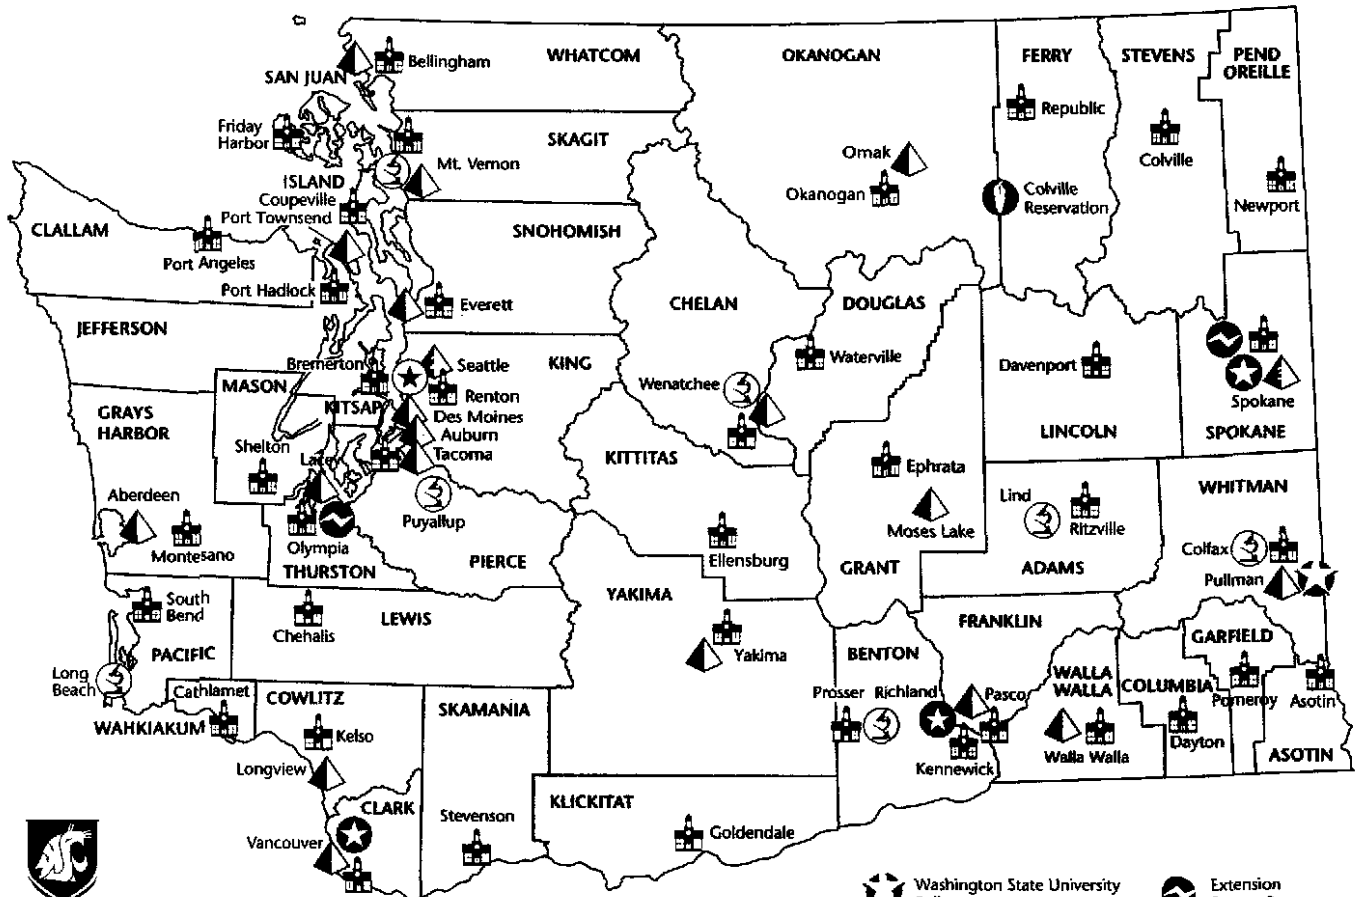 WHATCOM
OKANOGAN
FERRY
STEVENS
PEND
OREILLE
Bellingham
SAN JUAN
Republic
Friday
Harbor
SKAGIT
Colville
Mt. Vernon
Omak
ISLAND
Coupeville
Okanogan
Colville
Reservation
Newport
Port Townsend
CLALLAM
SNOHOMISH
Port Angeles
Port Hadlock
Everett
CHELAN
DOUGLAS
JEFFERSON
Bremerton
Seattle
KING
Waterville
Davenport
MASON
Wenatchee
Renton
Spokane
GRAYS
HARBOR
KITSAP
Des Moines
Auburn
Tacoma
LINCOLN
SPOKANE
Shelton
Lacey
KITTITAS
Ephrata
WHITMAN
Aberdeen
Puyallup
Lind
Ritzville
Montesano
Olympia
Moses Lake
Colfax
THURSTON
PIERCE
Ellensburg
GRANT
ADAMS
Pullman
South
Bend
Chehalis
LEWIS
YAKIMA
FRANKLIN
GARFIELD
PACIFIC
Yakima
BENTON
Long
Beach
Cathlamet
COWLITZ
Prosser
Richland
Pasco
WALLA
WALLA
COLUMBIA
Pomeroy
Asotin
WAHKIAKUM
SKAMANIA
Kelso
Kennewick
Walla Walla
Dayton
ASOTIN
Longview
CLARK
KLICKITAT
Stevenson
Goldendale
Vancouver
Washington State University
Extension